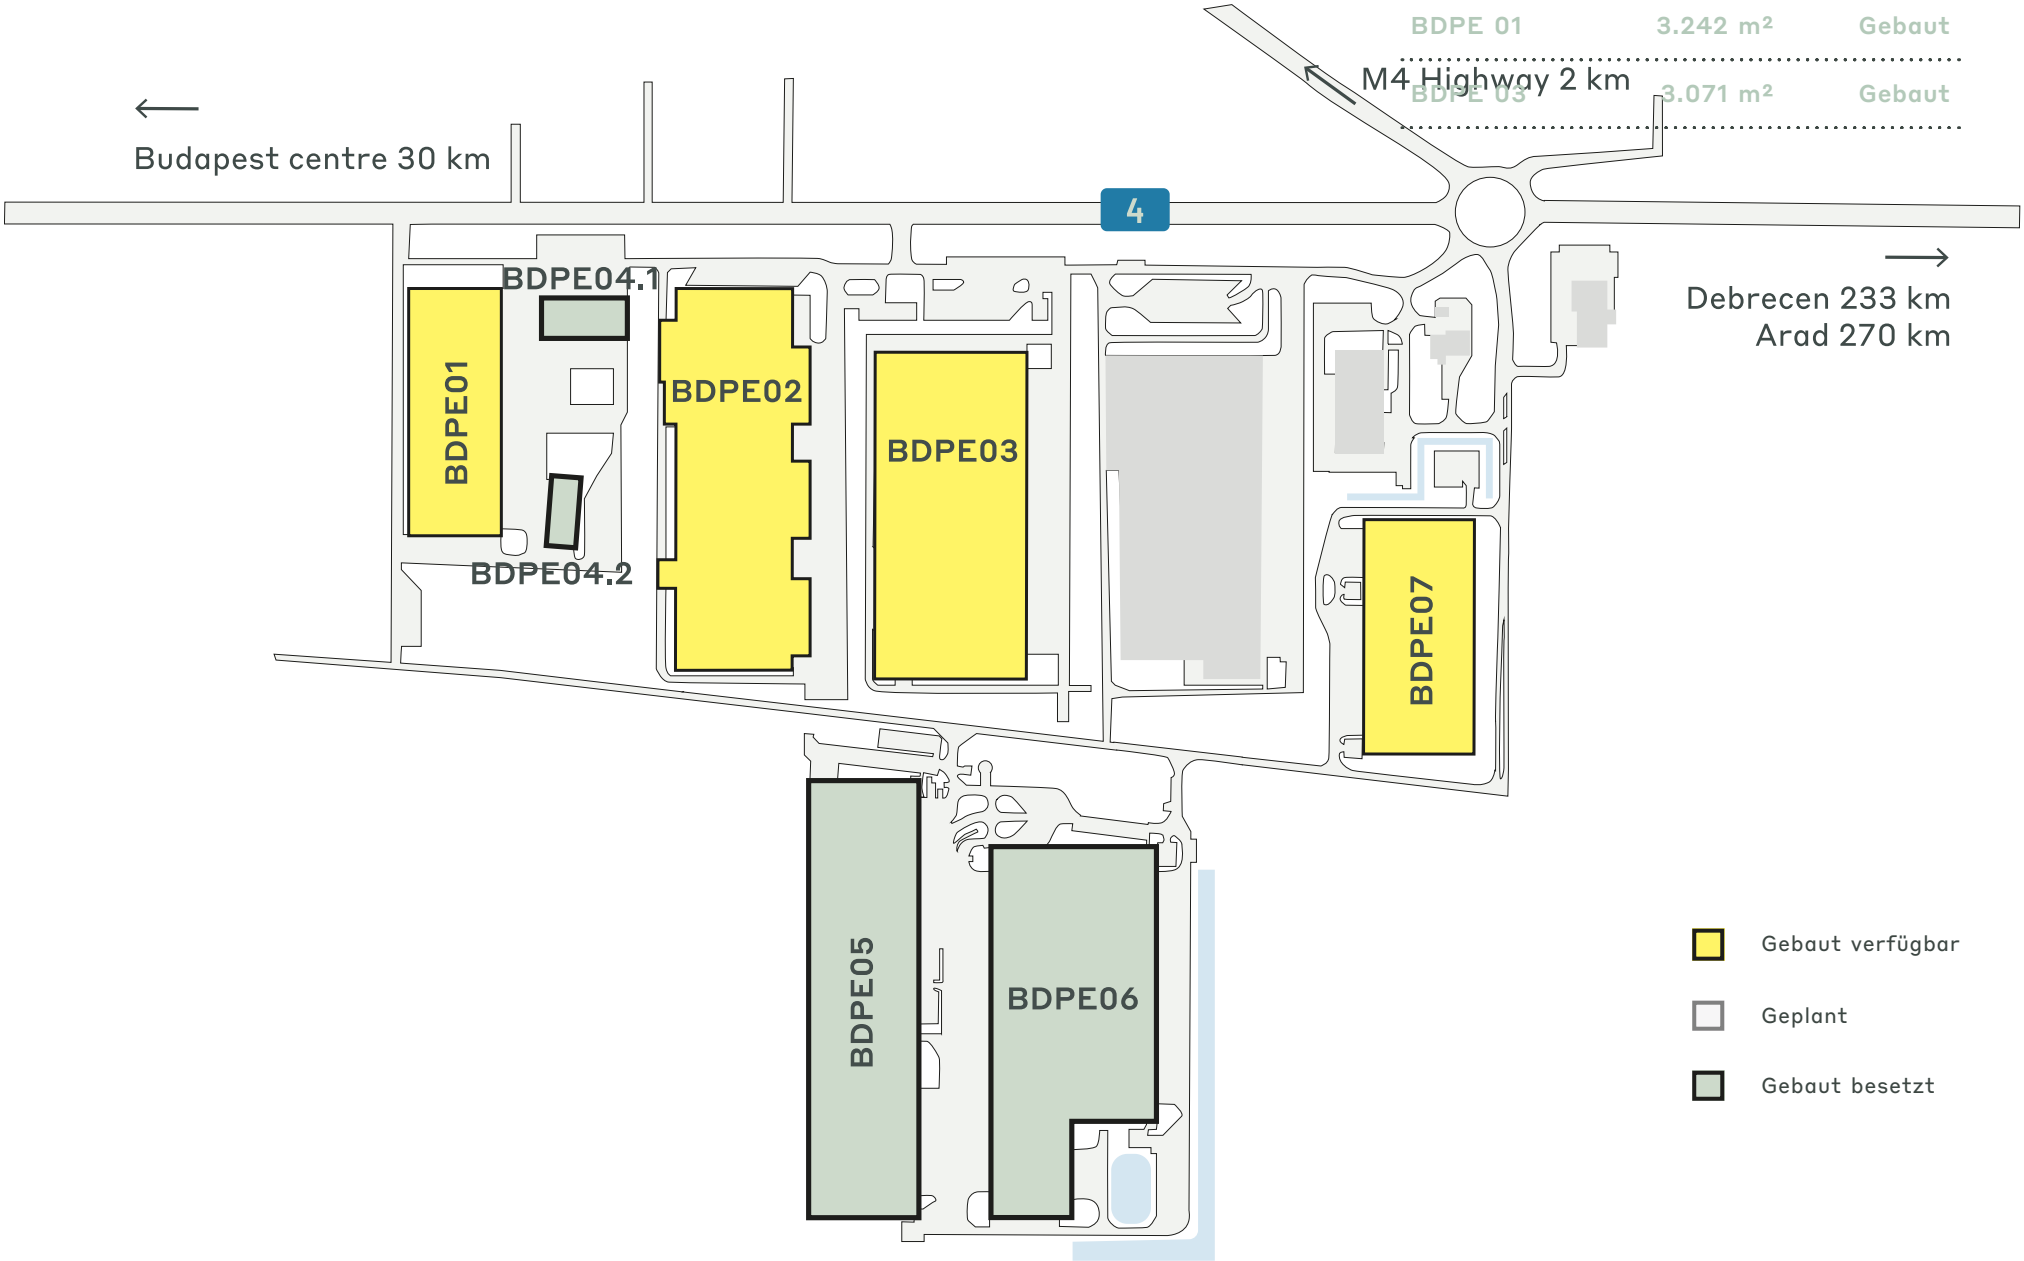 BDPE 01 3.242 m² Gebaut
M4 Highway 2 km
BDPE 03 3.071 m² Gebaut
Budapest centre 30 km
4
Debrecen 233 km
Arad 270 km
BDPE04.1
BDPE01
BDPE02
BDPE03
BDPE04.2
BDPE07
BDPE05
BDPE06
Gebaut verfügbar
Geplant
Gebaut besetzt